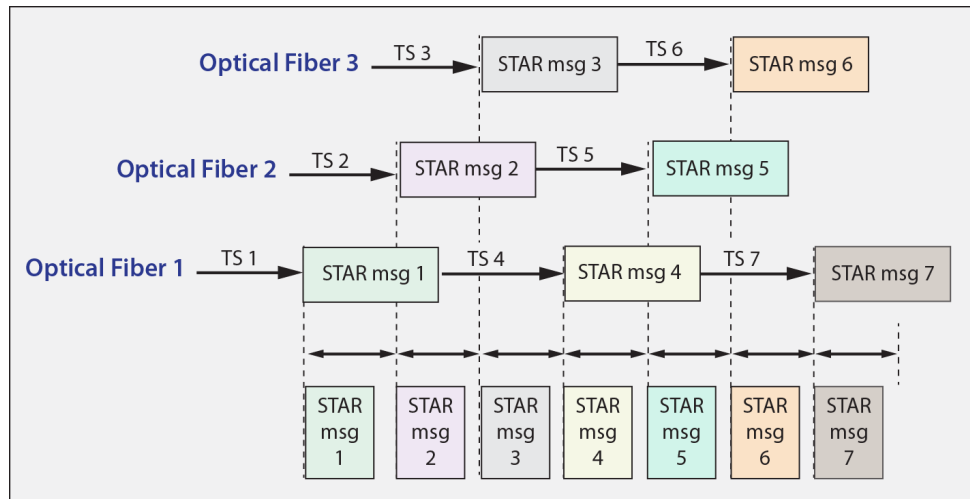 Optical Fiber 3 TS 3 STAR msg 3 TS 6 STAR msg 6
Optical Fiber 2 TS 2 STAR msg 2 TS 5 STAR msg 5
Optical Fiber 1 TS 1 STAR msg 1 TS 4 STAR msg 4 TS 7 STAR msg 7
STAR STAR STAR STAR STAR STAR STAR
msg msg msg msg msg msg msg
1 2 3 4 5 6 7